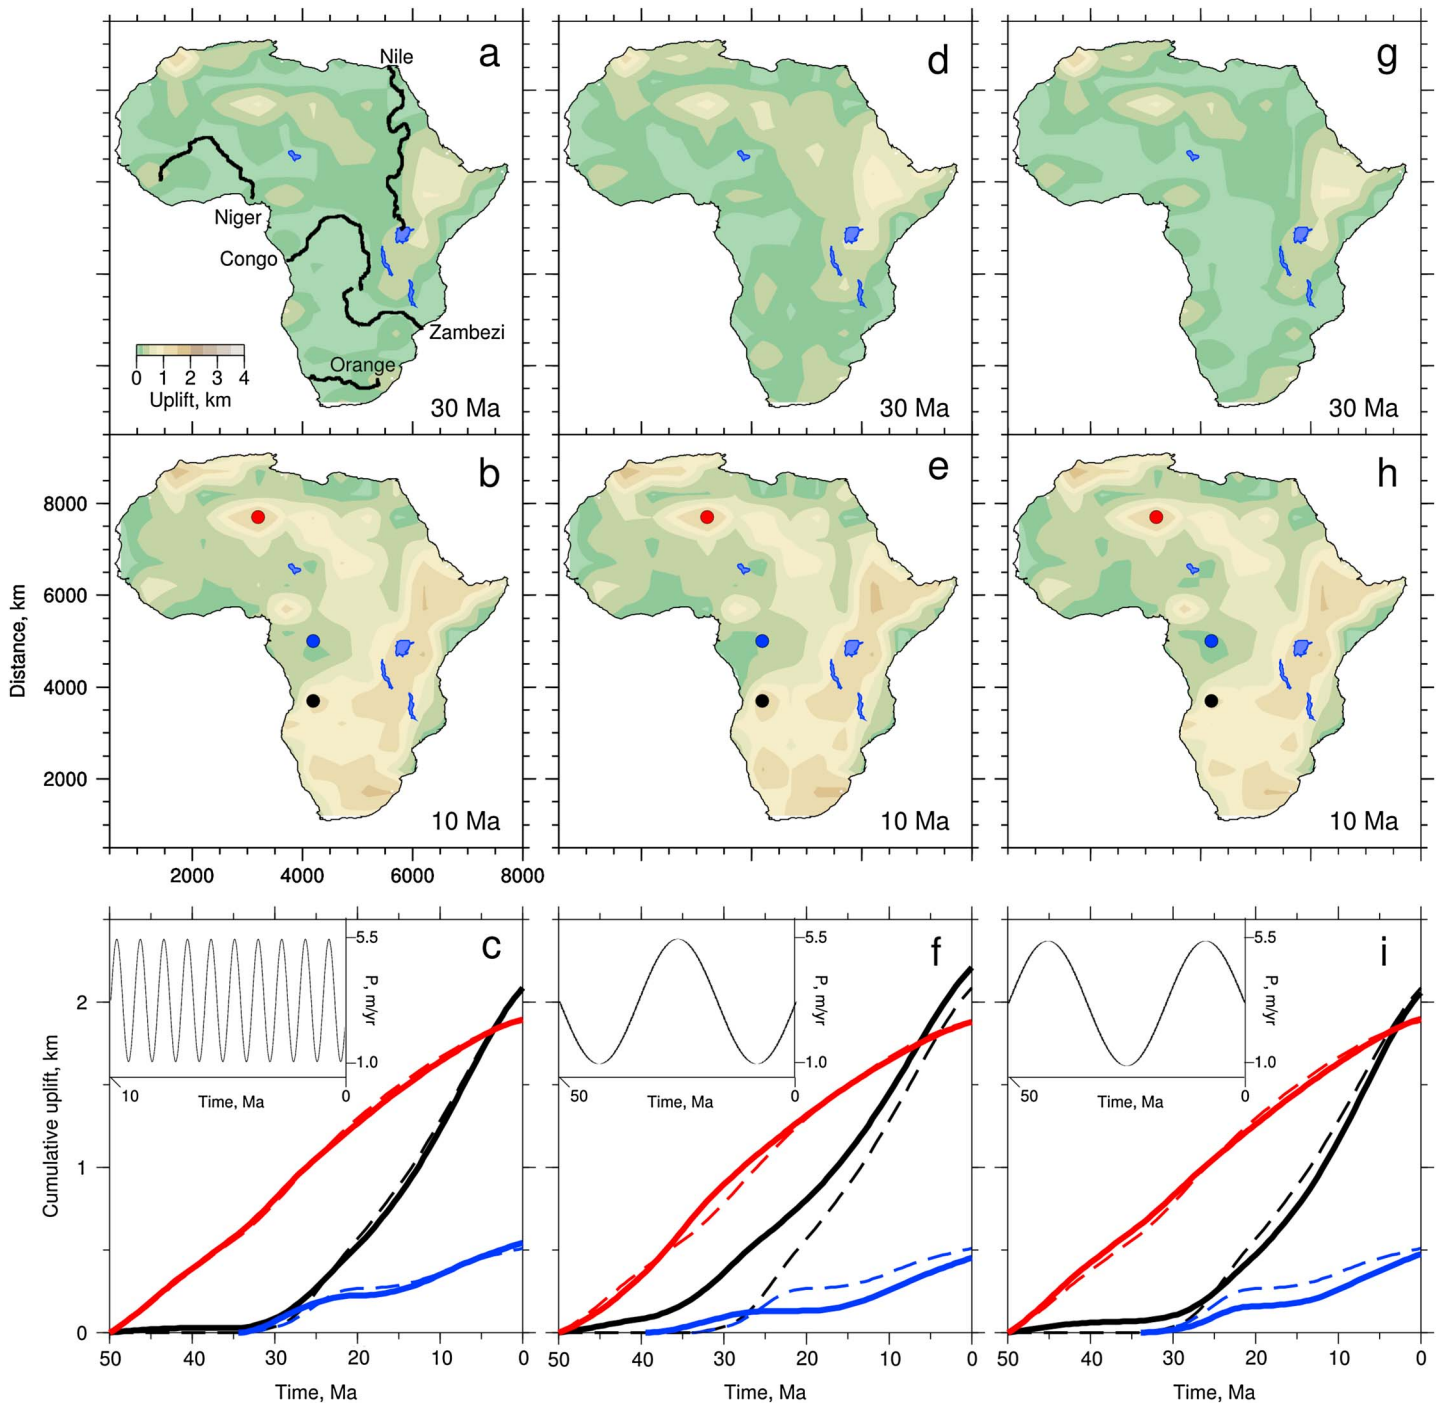 a
Nile
Niger
Congo
Zambezi
Orange
0 1 2 3 4
Uplift, km
30 Ma
d
30 Ma
g
30 Ma
b
8000
6000
4000
2000
Distance, km
10 Ma
2000 4000 6000 8000
e
10 Ma
h
10 Ma
c
5.5
P, m/yr
1.0
10 0
Time, Ma
2
1
0
Cumulative uplift, km
50 40 30 20 10 0
Time, Ma
f
5.5
P, m/yr
1.0
50 0
Time, Ma
50 40 30 20 10 0
Time, Ma
i
5.5
P, m/yr
1.0
50 0
Time, Ma
50 40 30 20 10 0
Time, Ma